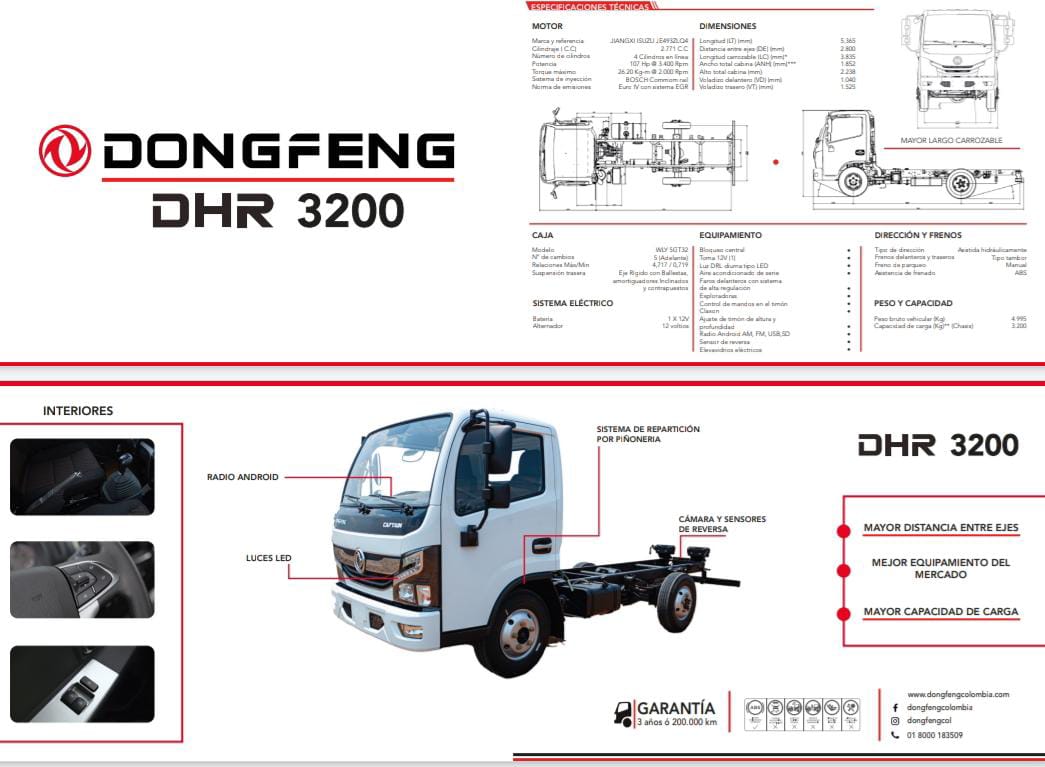 DONGFENG
DHR 3200
ESPECIFICACIONES TÉCNICAS
MOTOR
Marca y referencia JIANGXI ISUZU JE493ZLQ4
Cilindraje ( C.C) 2.771 C.C
Número de cilindros 4 Cilindros en línea
Potencia 107 Hp @ 3.400 Rpm
Torque máximo 26.20 Kg-m @ 2.000 Rpm
Sistema de inyección BOSCH Commom rail
Norma de emisiones Euro IV con sistema EGR
DIMENSIONES
Longitud (LT) (mm) 5.365
Distancia entre ejes (DE) (mm) 2.800
Longitud carrozable (LC) (mm)* 3.835
Ancho total cabina (ANH) (mm)*** 1.852
Alto total cabina (mm) 2.238
Voladizo delantero (VD) (mm) 1.040
Voladizo trasero (VT) (mm) 1.525
MAYOR LARGO CARROZABLE
CAJA
Modelo WLY 5GT32
N° de cambios 5 (Adelante)
Relaciones Máx/Min 4,717 / 0,719
Suspensión trasera Eje Rígido con Ballestas,
amortiguadores Inclinados
y contrapuestos
SISTEMA ELÉCTRICO
Batería 1 X 12V
Alternador 12 voltios
EQUIPAMIENTO
Bloqueo central
Toma 12V (1)
Luz DRL diurna tipo LED
Aire acondicionado de serie
Faros delanteros con sistema
de alta regulación
Exploradoras
Control de mandos en el timón
Claxon
Ajuste de timón de altura y
profundidad
Radio Android AM, FM, USB,SD
Sensor de reversa
Elevavidrios eléctricos
DIRECCIÓN Y FRENOS
Tipo de dirección Asistida hidráulicamente
Frenos delanteros y traseros Tipo tambor
Freno de parqueo Manual
Asistencia de frenado ABS
PESO Y CAPACIDAD
Peso bruto vehicular (Kg) 4.995
Capacidad de carga (Kg)** (Chasis) 3.200
INTERIORES
RADIO ANDROID
LUCES LED
SISTEMA DE REPARTICIÓN
POR PIÑONERIA
CÁMARA Y SENSORES
DE REVERSA
CAPTAIN
DHR 3200
MAYOR DISTANCIA ENTRE EJES
MEJOR EQUIPAMIENTO DEL
MERCADO
MAYOR CAPACIDAD DE CARGA
GARANTÍA
3 años ó 200.000 km
ABS
www.dongfengcolombia.com
dongfengcolombia
dongfengcol
01 8000 183509